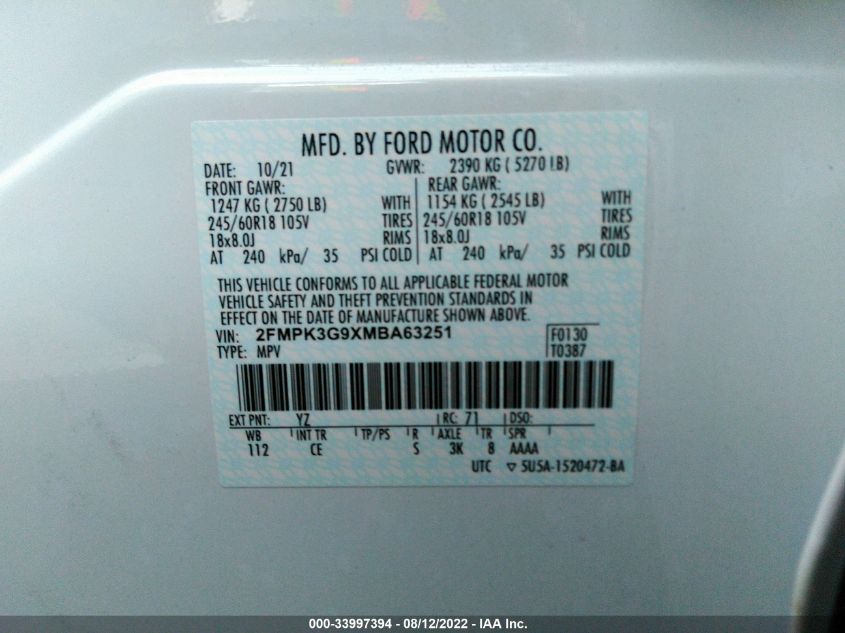 MFD. BY FORD MOTOR CO.
DATE: 10/21 GVWR: 2390 KG ( 5270 LB)
FRONT GAWR: REAR GAWR:
1247 KG ( 2750 LB) WITH 1154 KG ( 2545 LB) WITH
245/60R18 105V TIRES 245/60R18 105V TIRES
18x8.0J RIMS 18x8.0J RIMS
AT 240 kPa/ 35 PSI COLD AT 240 kPa/ 35 PSI COLD
THIS VEHICLE CONFORMS TO ALL APPLICABLE FEDERAL MOTOR
VEHICLE SAFETY AND THEFT PREVENTION STANDARDS IN
EFFECT ON THE DATE OF MANUFACTURE SHOWN ABOVE.
VIN: 2FMPK3G9XMBA63251 F0130
TYPE: MPV T0387
EXT PNT: YZ RC: 71 DSO:
WB INT TR TP/PS R AXLE TR SPR
112 CE S 3K 8 AAAA
UTC ▽ 5U5A-1520472-BA
000-33997394 - 08/12/2022 - IAA Inc.